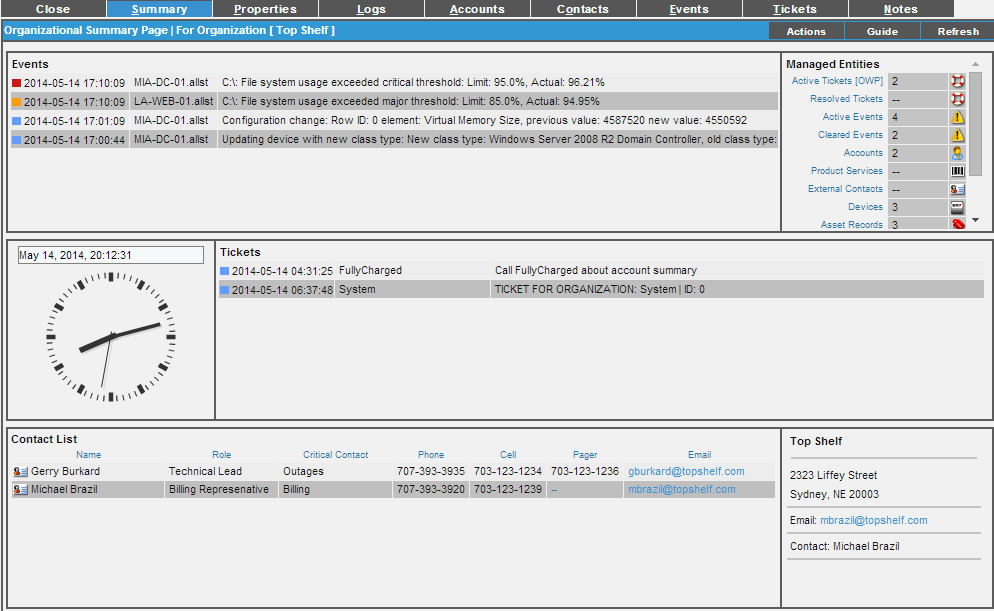 Close Summary Properties Logs Accounts Contacts Events Tickets Notes
Organizational Summary Page | For Organization [ Top Shelf ] Actions Guide Refresh
Events
2014-05-14 17:10:09 MIA-DC-01.allst C:\: File system usage exceeded critical threshold: Limit: 95.0%, Actual: 96.21%
2014-05-14 17:10:09 LA-WEB-01.allst C:\: File system usage exceeded major threshold: Limit: 85.0%, Actual: 94.95%
2014-05-14 17:01:09 MIA-DC-01.allst Configuration change: Row ID: 0 element: Virtual Memory Size, previous value: 4587520 new value: 4550592
2014-05-14 17:00:44 MIA-DC-01.allst Updating device with new class type: New class type: Windows Server 2008 R2 Domain Controller, old class type:
Managed Entities
Active Tickets [OWP] 2
Resolved Tickets --
Active Events 4
Cleared Events 2
Accounts 2
Product Services --
External Contacts --
Devices 3
Asset Records 3
May 14, 2014, 20:12:31
Tickets
2014-05-14 04:31:25 FullyCharged Call FullyCharged about account summary
2014-05-14 06:37:48 System TICKET FOR ORGANIZATION: System | ID: 0
Contact List
Name Role Critical Contact Phone Cell Pager Email
Gerry Burkard Technical Lead Outages 707-393-3935 703-123-1234 703-123-1236 gburkard@topshelf.com
Michael Brazil Billing Represenative Billing 707-393-3920 703-123-1239 -- mbrazil@topshelf.com
Top Shelf
2323 Liffey Street
Sydney, NE 20003
Email: mbrazil@topshelf.com
Contact: Michael Brazil